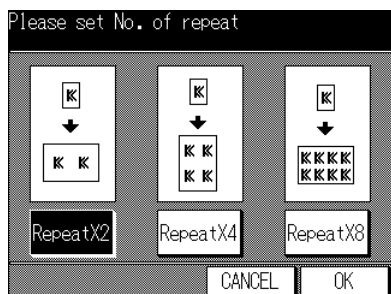 Please set No. of repeat
K K K
K K K K K K K K
K K K K K K
RepeatX2 RepeatX4 RepeatX8
CANCEL OK